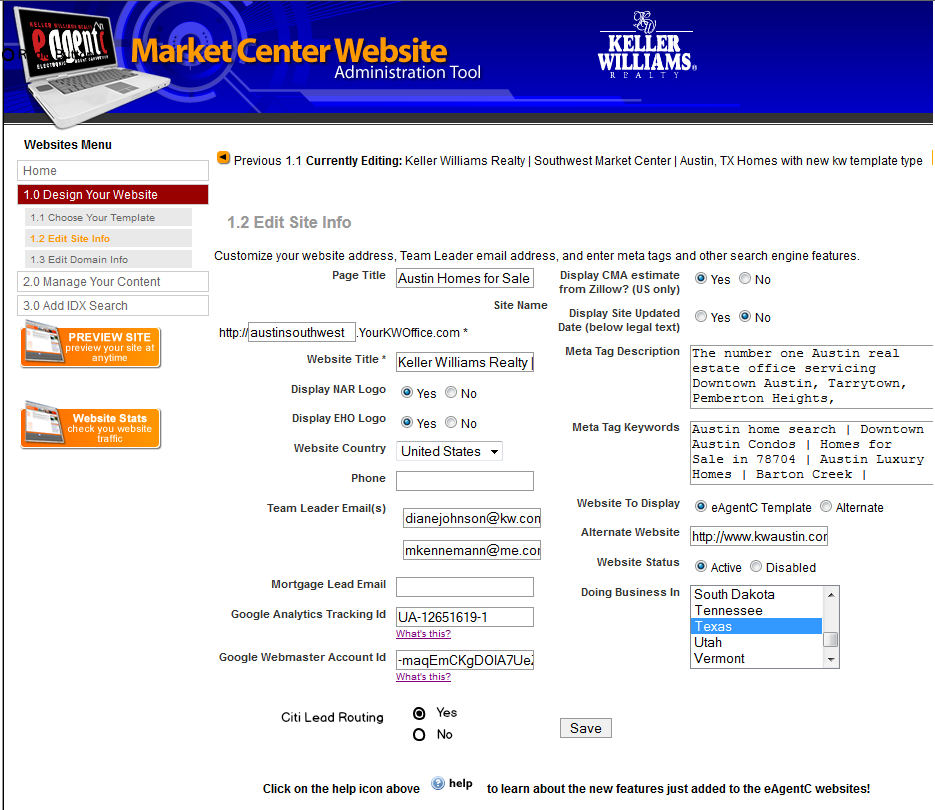 KELLER WILLIAMS REALTY
eAgentC
Market Center Website
Administration Tool
KELLER
WILLIAMS®
REALTY
Websites Menu
Home
1.0 Design Your Website
1.1 Choose Your Template
1.2 Edit Site Info
1.3 Edit Domain Info
2.0 Manage Your Content
3.0 Add IDX Search
PREVIEW SITE
preview your site at
anytime
Website Stats
check you website
traffic
Previous 1.1 Currently Editing: Keller Williams Realty | Southwest Market Center | Austin, TX Homes with new kw template type
1.2 Edit Site Info
Customize your website address, Team Leader email address, and enter meta tags and other search engine features.
Page Title Austin Homes for Sale
Site Name
http:// austinsouthwest .YourKWOffice.com *
Website Title * Keller Williams Realty |
Display NAR Logo Yes No
Display EHO Logo Yes No
Website Country United States
Phone
Team Leader Email(s)
dianejohnson@kw.con
mkennemann@me.cor
Mortgage Lead Email
Google Analytics Tracking Id UA-12651619-1
What's this?
Google Webmaster Account Id
What's this?
Citi Lead Routing Yes
No
Display CMA estimate
from Zillow? (US only) Yes No
Display Site Updated
Date (below legal text) Yes No
Meta Tag Description The number one Austin real
estate office servicing
Downtown Austin, Tarrytown,
Pemberton Heights,
Meta Tag Keywords Austin home search | Downtown
Austin Condos | Homes for
Sale in 78704 | Austin Luxury
Homes | Barton Creek |
Website To Display eAgentC Template Alternate
Alternate Website http://www.kwaustin.cor
Website Status Active Disabled
Doing Business In South Dakota
Tennessee
Texas
Utah
Vermont
Save
Click on the help icon above help to learn about the new features just added to the eAgentC websites!